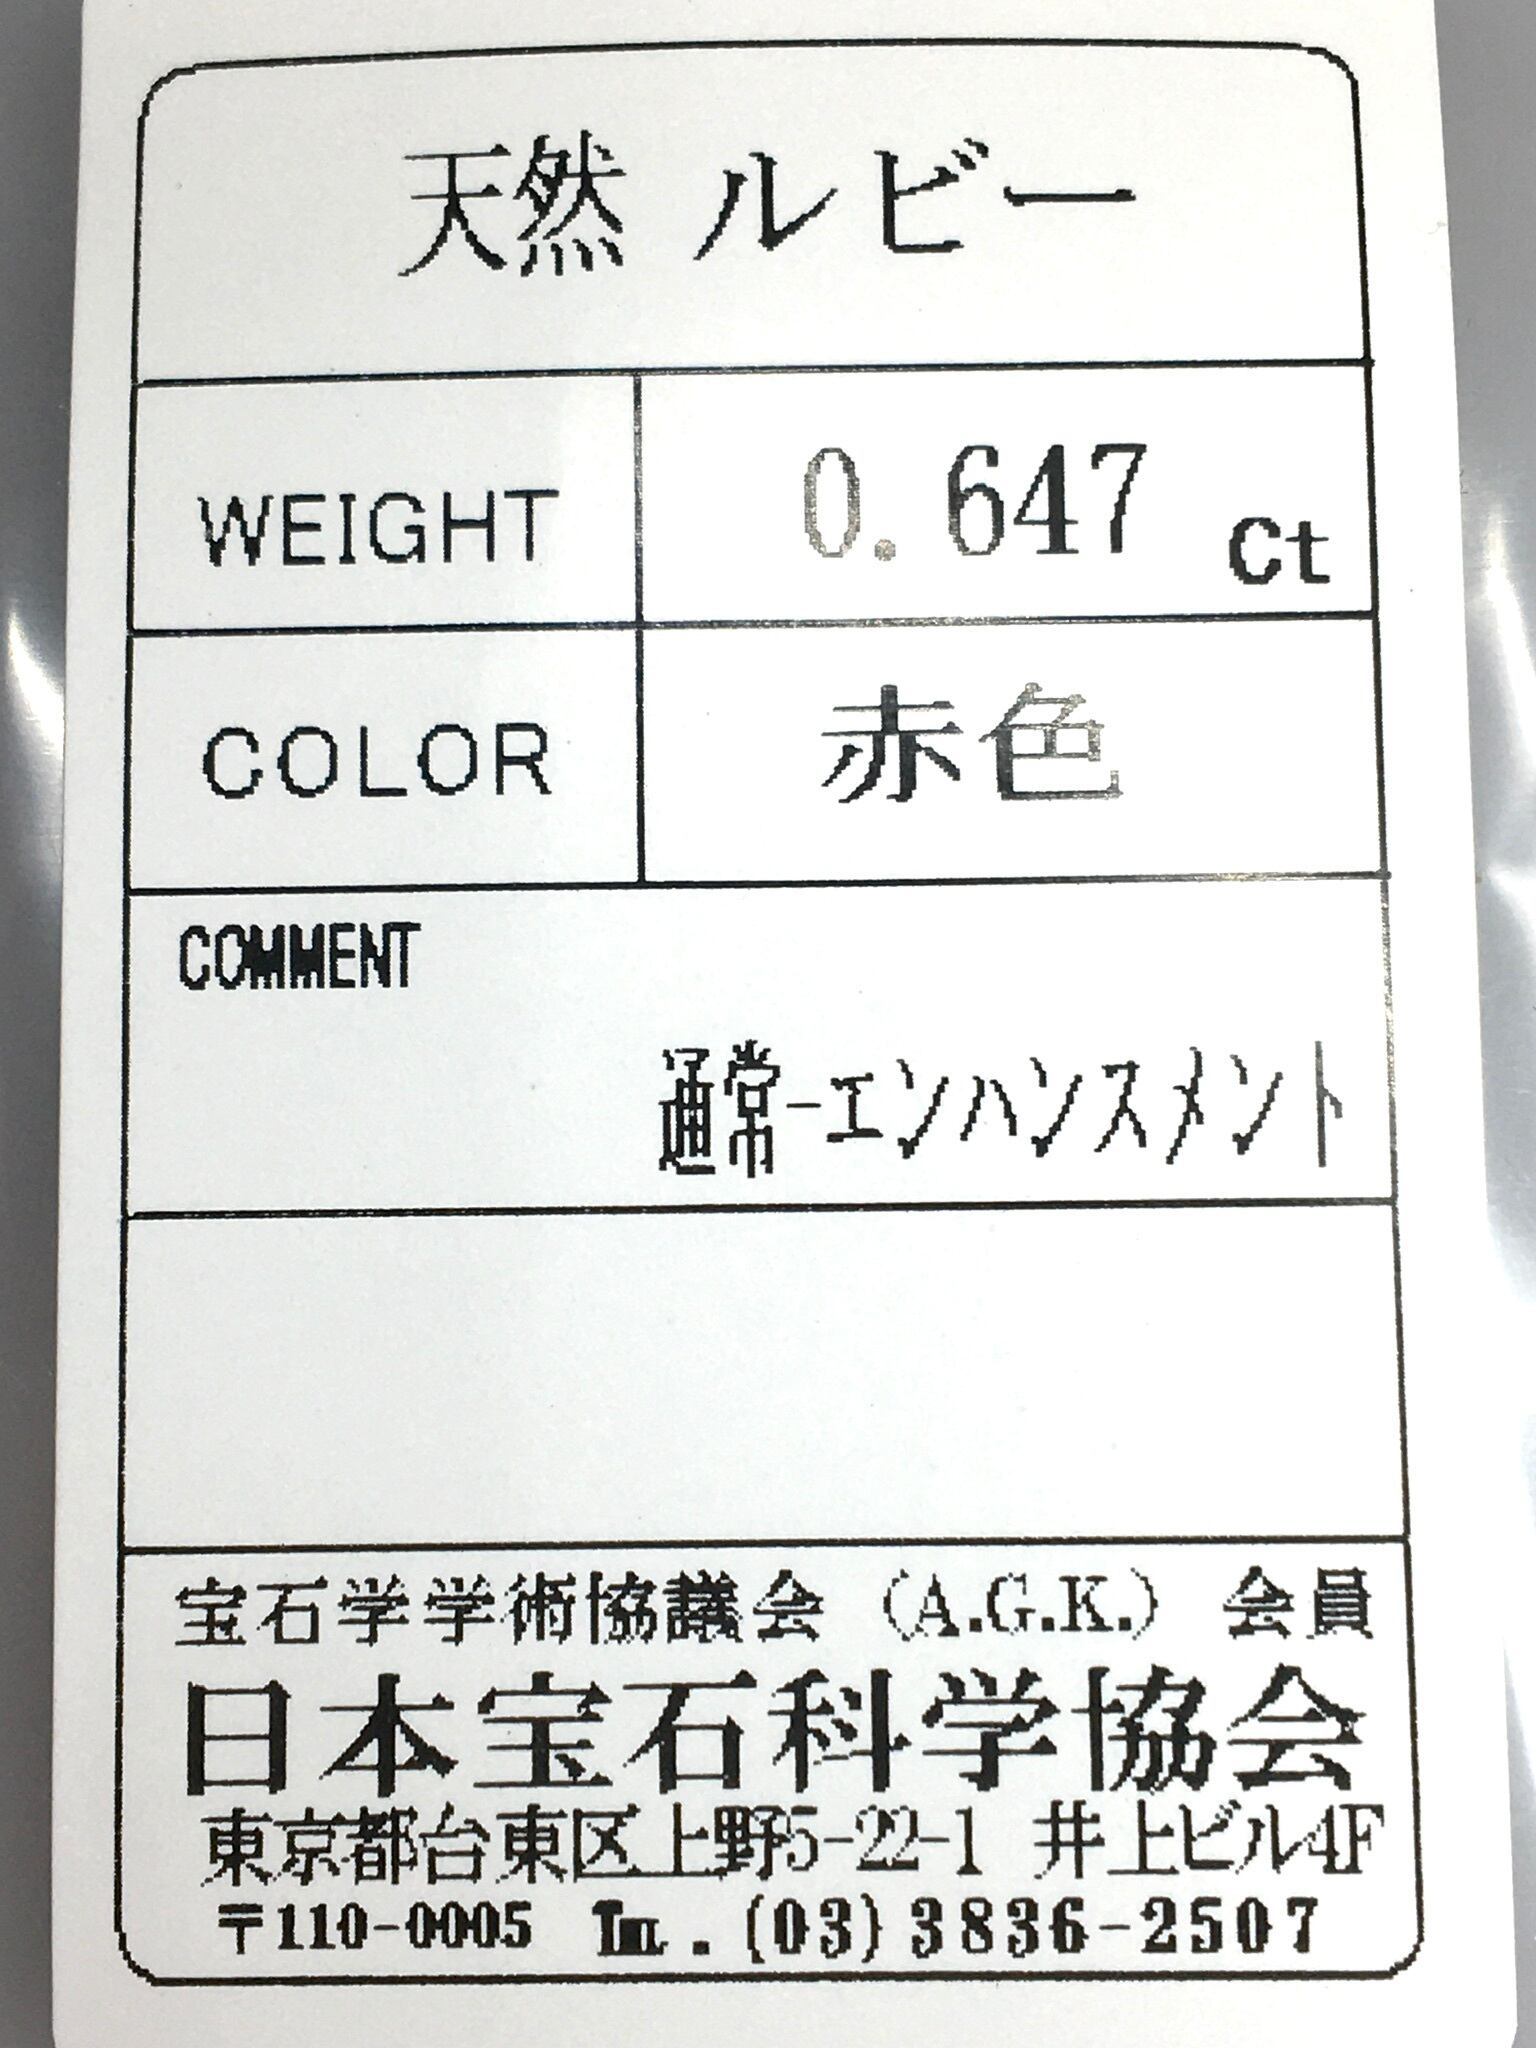 天然 ルビー
WEIGHT 0.647 Ct
COLOR 赤色
COMMENT
通常-エンハンスメント
宝石学学術協議会 (A.G.K.) 会員
日本宝石科学協会
東京都台東区上野5-22-1 井上ビル4F
〒110-0005 ℡.(03)3836-2507